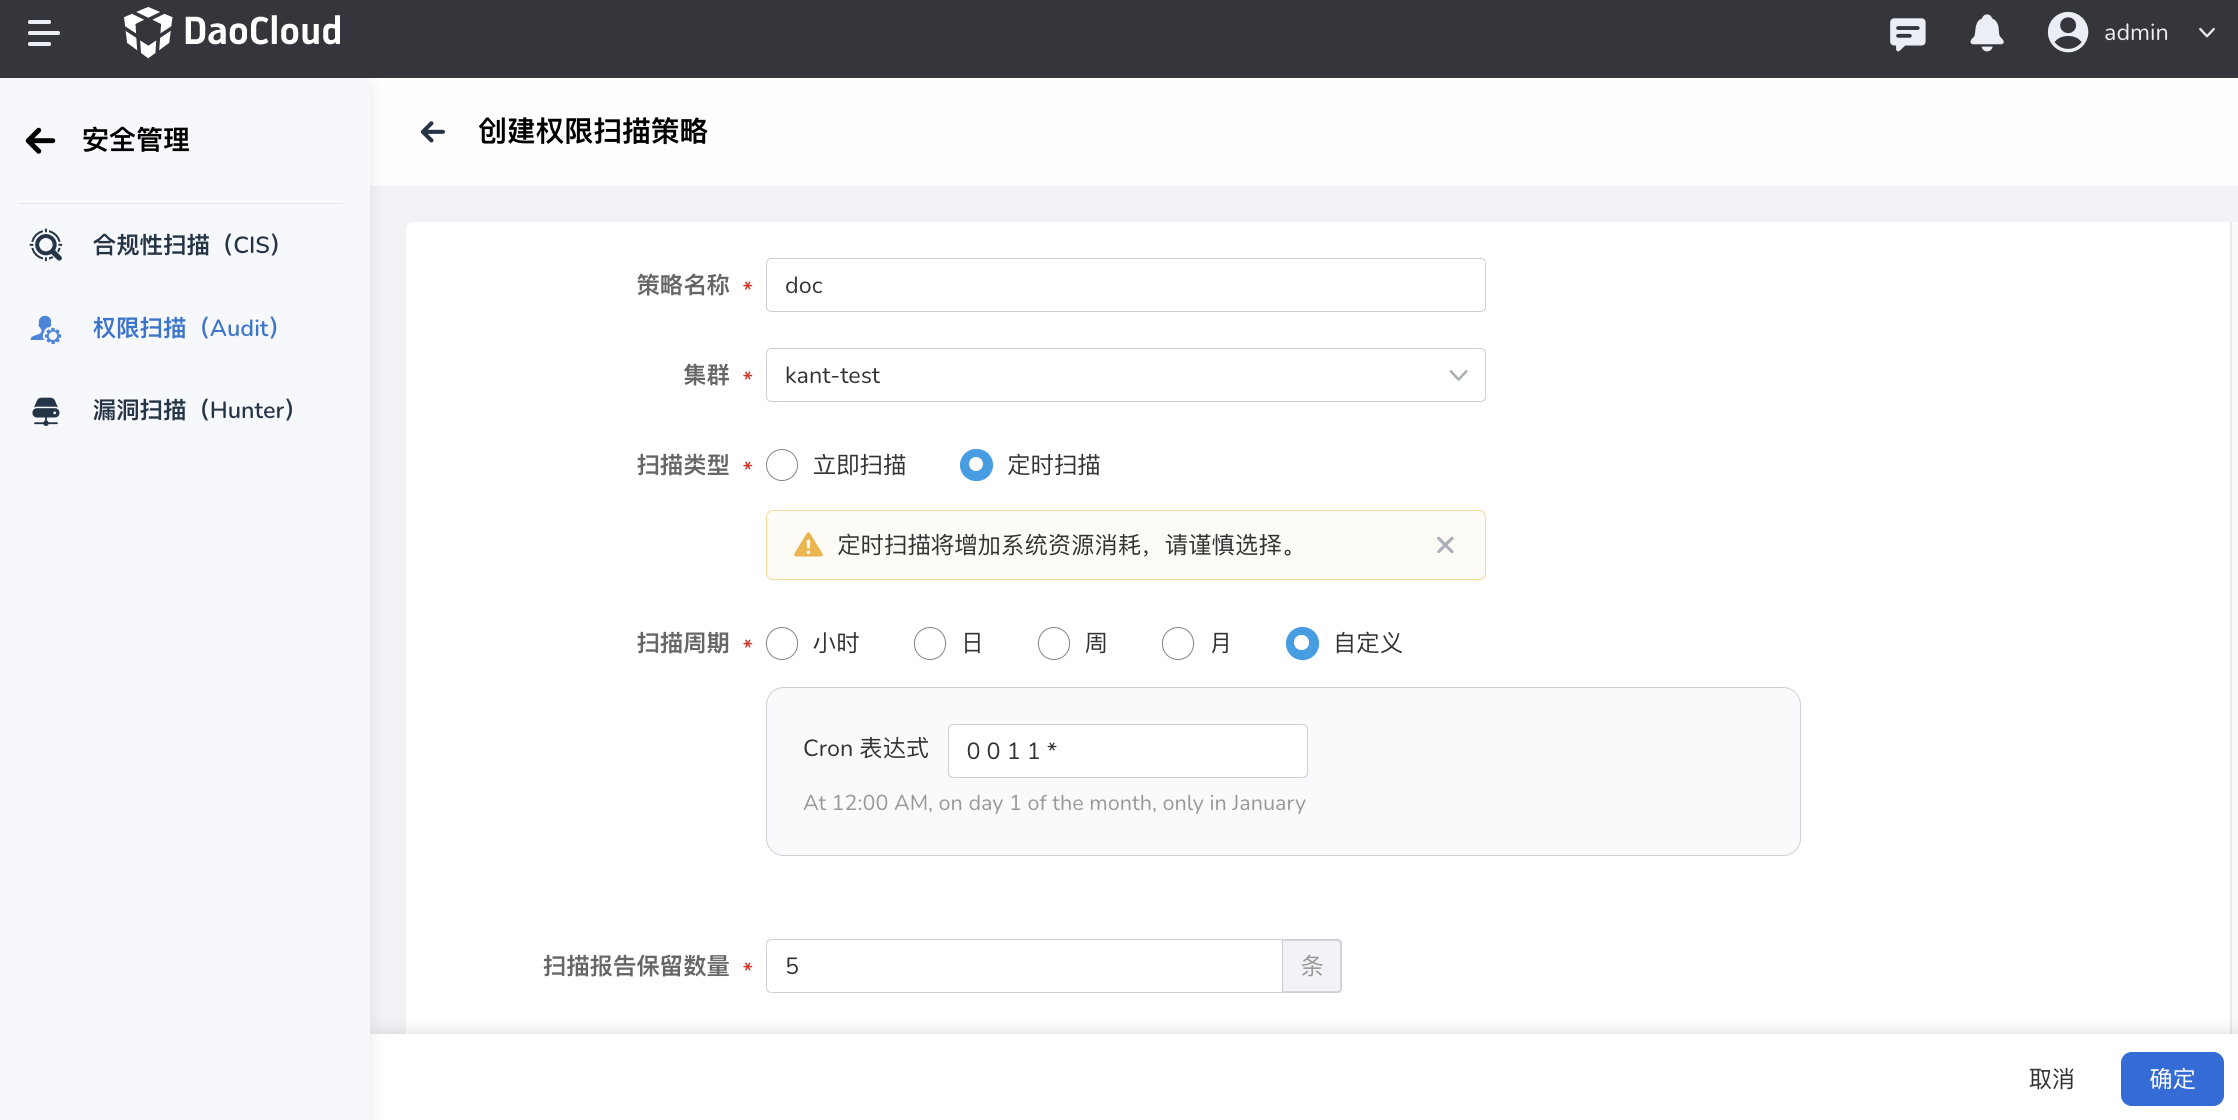 DaoCloud
admin
安全管理
合规性扫描（CIS）
权限扫描（Audit）
漏洞扫描（Hunter）
创建权限扫描策略
策略名称 * doc
集群 * kant-test
扫描类型 * 立即扫描 定时扫描
定时扫描将增加系统资源消耗，请谨慎选择。
扫描周期 * 小时 日 周 月 自定义
Cron 表达式 0 0 1 1 *
At 12:00 AM, on day 1 of the month, only in January
扫描报告保留数量 * 5 条
取消 确定